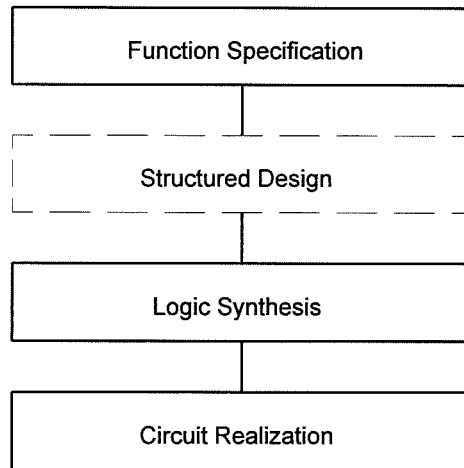 Function Specification
Structured Design
Logic Synthesis
Circuit Realization